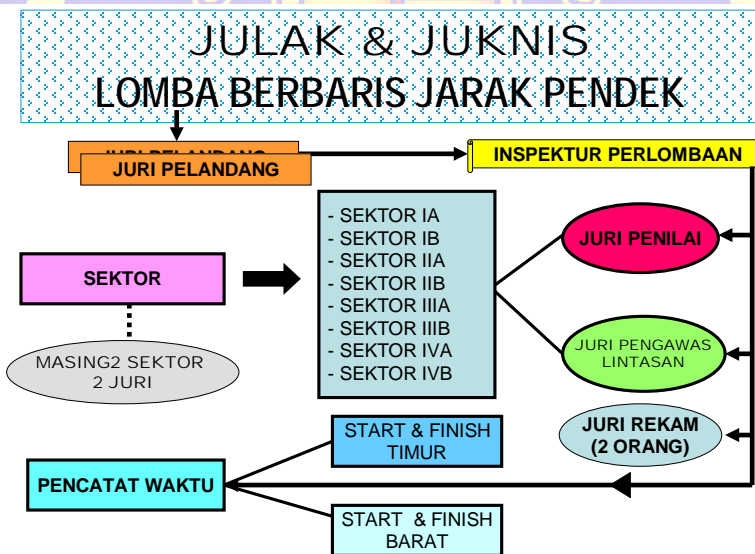 JULAK & JUKNIS
LOMBA BERBARIS JARAK PENDEK
JURI PELANDANG
JURI PELANDANG
INSPEKTUR PERLOMBAAN
- SEKTOR IA
- SEKTOR IB
- SEKTOR IIA
- SEKTOR IIB
- SEKTOR IIIA
- SEKTOR IIIB
- SEKTOR IVA
- SEKTOR IVB
JURI PENILAI
SEKTOR
MASING2 SEKTOR
2 JURI
JURI PENGAWAS
LINTASAN
JURI REKAM
(2 ORANG)
START & FINISH
TIMUR
PENCATAT WAKTU
START & FINISH
BARAT